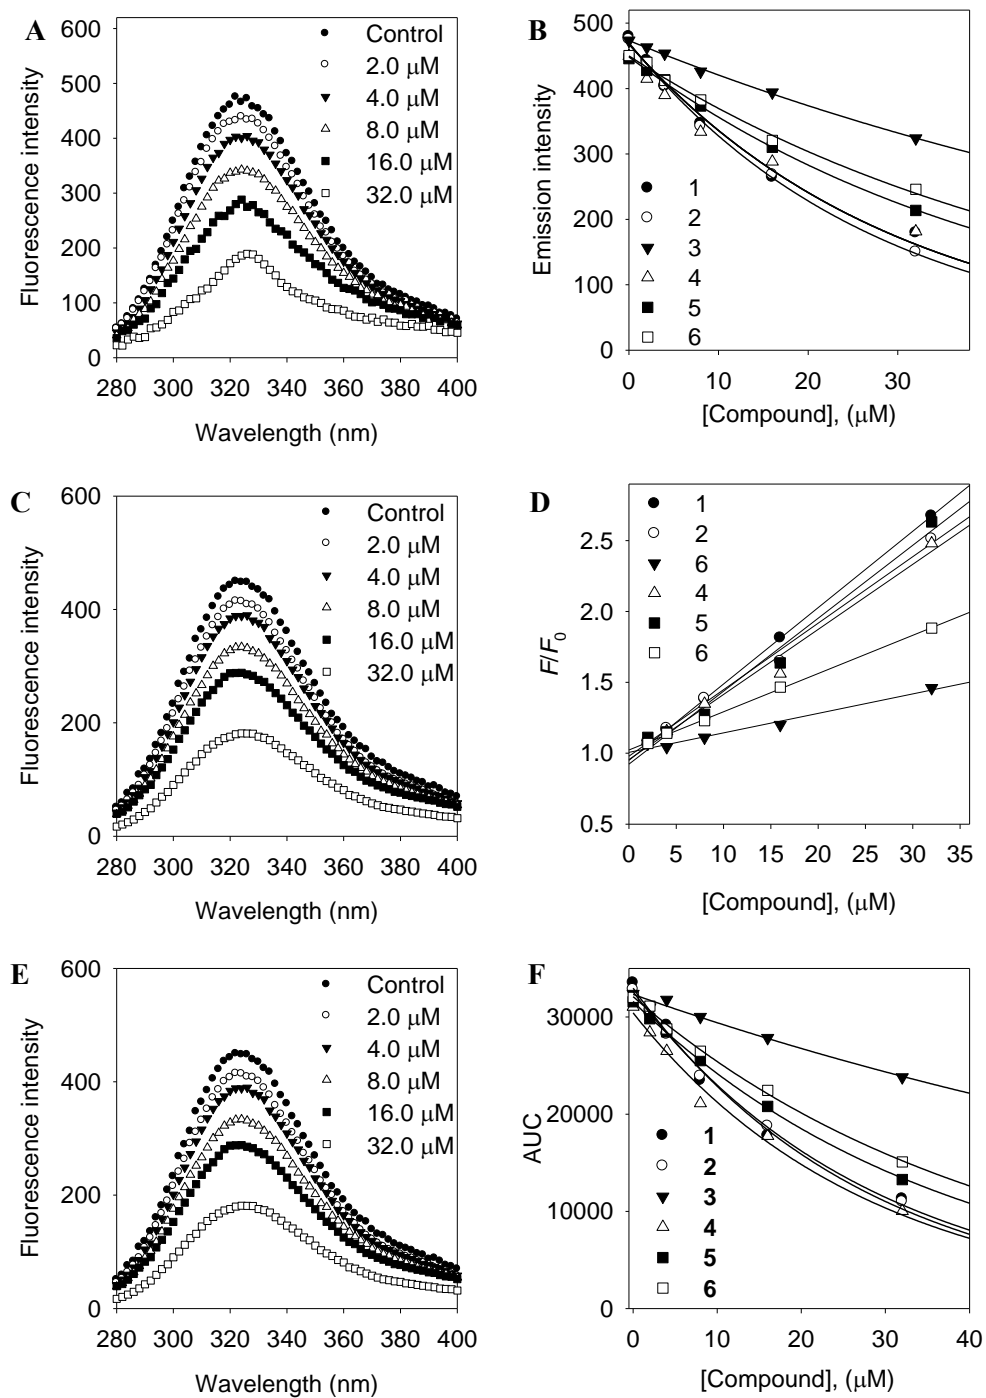 A
600
500
400
300
200
100
0
Fluorescence intensity
280 300 320 340 360 380 400
Wavelength (nm)
Control
2.0 μM
4.0 μM
8.0 μM
16.0 μM
32.0 μM
B
500
400
300
200
100
0
Emission intensity
0 10 20 30
[Compound], (μM)
1
2
3
4
5
6
C
600
400
200
0
Fluorescence intensity
280 300 320 340 360 380 400
Wavelength (nm)
Control
2.0 μM
4.0 μM
8.0 μM
16.0 μM
32.0 μM
D
2.5
2.0
1.5
1.0
0.5
F/F0
0 5 10 15 20 25 30 35
[Compound], (μM)
1
2
6
4
5
6
E
600
400
200
0
Fluorescence intensity
280 300 320 340 360 380 400
Wavelength (nm)
Control
2.0 μM
4.0 μM
8.0 μM
16.0 μM
32.0 μM
F
30000
20000
10000
0
AUC
0 10 20 30 40
[Compound], (μM)
1
2
3
4
5
6